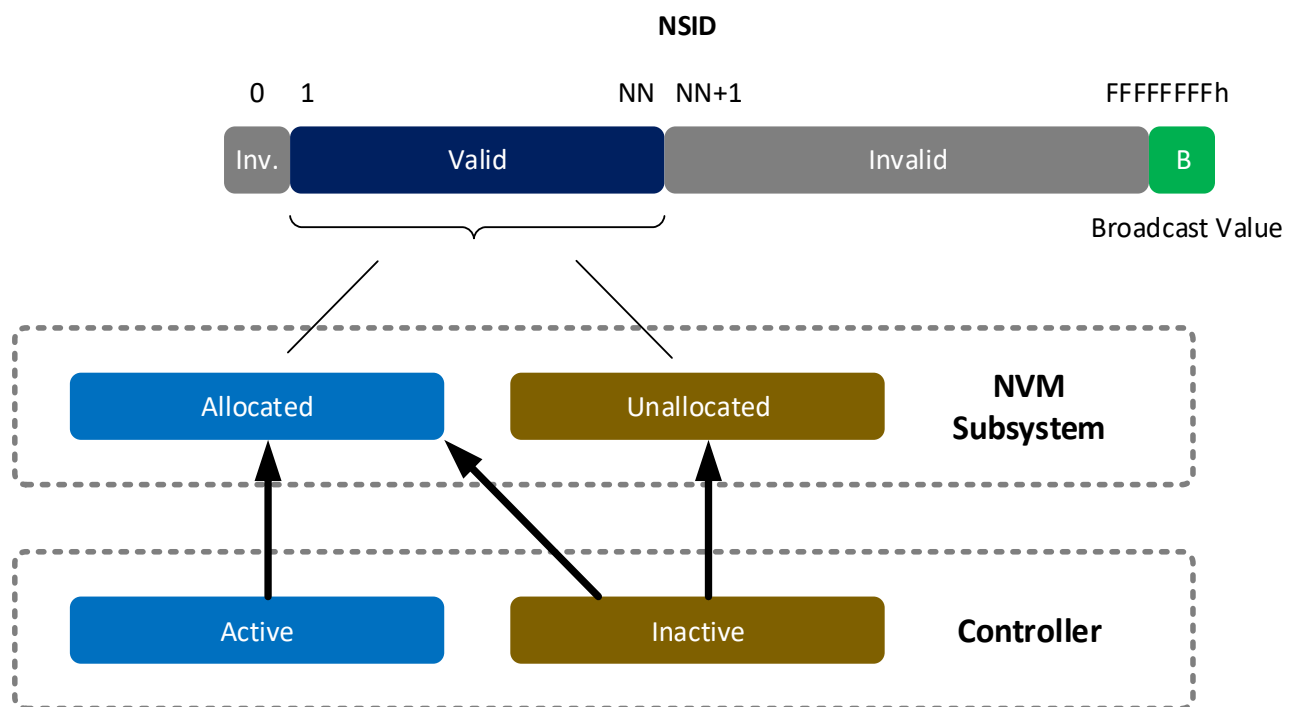 NSID
0 1 NN NN+1 FFFFFFFFh
Inv. Valid Invalid B
Broadcast Value
Allocated Unallocated NVM
Subsystem
Active Inactive Controller